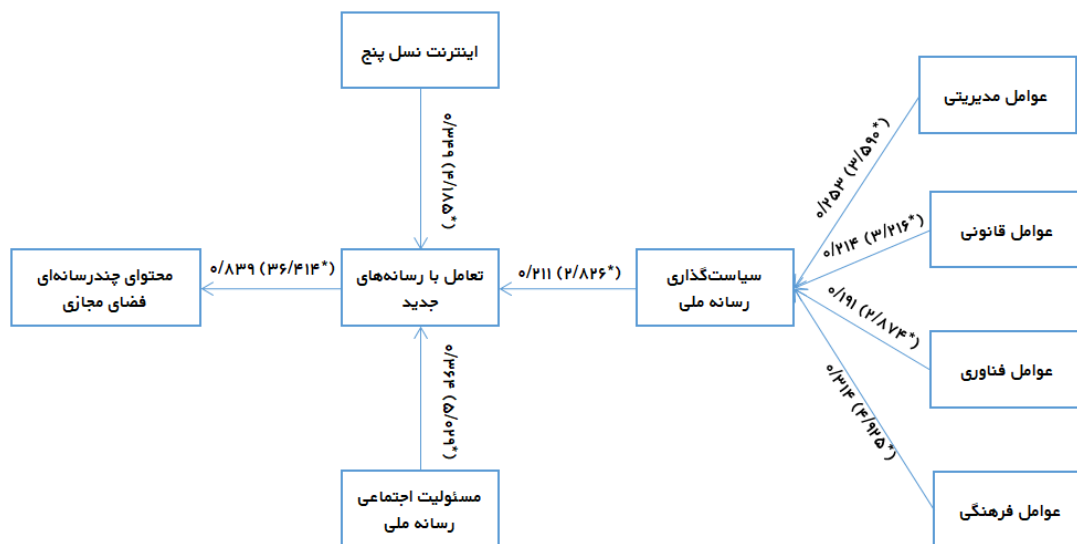 اینترنت نسل پنج
عوامل مدیریتی
۰/۳۴۹ (۴/۱۸۵*)
۰/۲۵۳ (۳/۵۹۰*)
عوامل قانونی
۰/۲۱۴ (۳/۲۱۶*)
سیاست‌گذاری
رسانه ملی
۰/۲۱۱ (۲/۸۲۶*)
تعامل با رسانه‌های
جدید
۰/۸۳۹ (۳۶/۴۱۴*)
محتوای چندرسانه‌ای
فضای مجازی
۰/۱۹۱ (۲/۸۷۴*)
عوامل فناوری
۰/۳۱۴ (۴/۹۲۵*)
۰/۳۶۴ (۵/۰۲۹*)
عوامل فرهنگی
مسئولیت اجتماعی
رسانه ملی